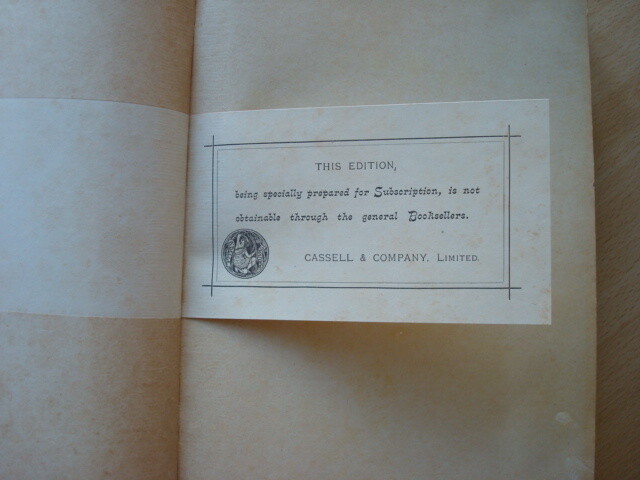 THIS EDITION,
being specially prepared for Subscription, is not
obtainable through the general Booksellers.
CASSELL & COMPANY, LIMITED.